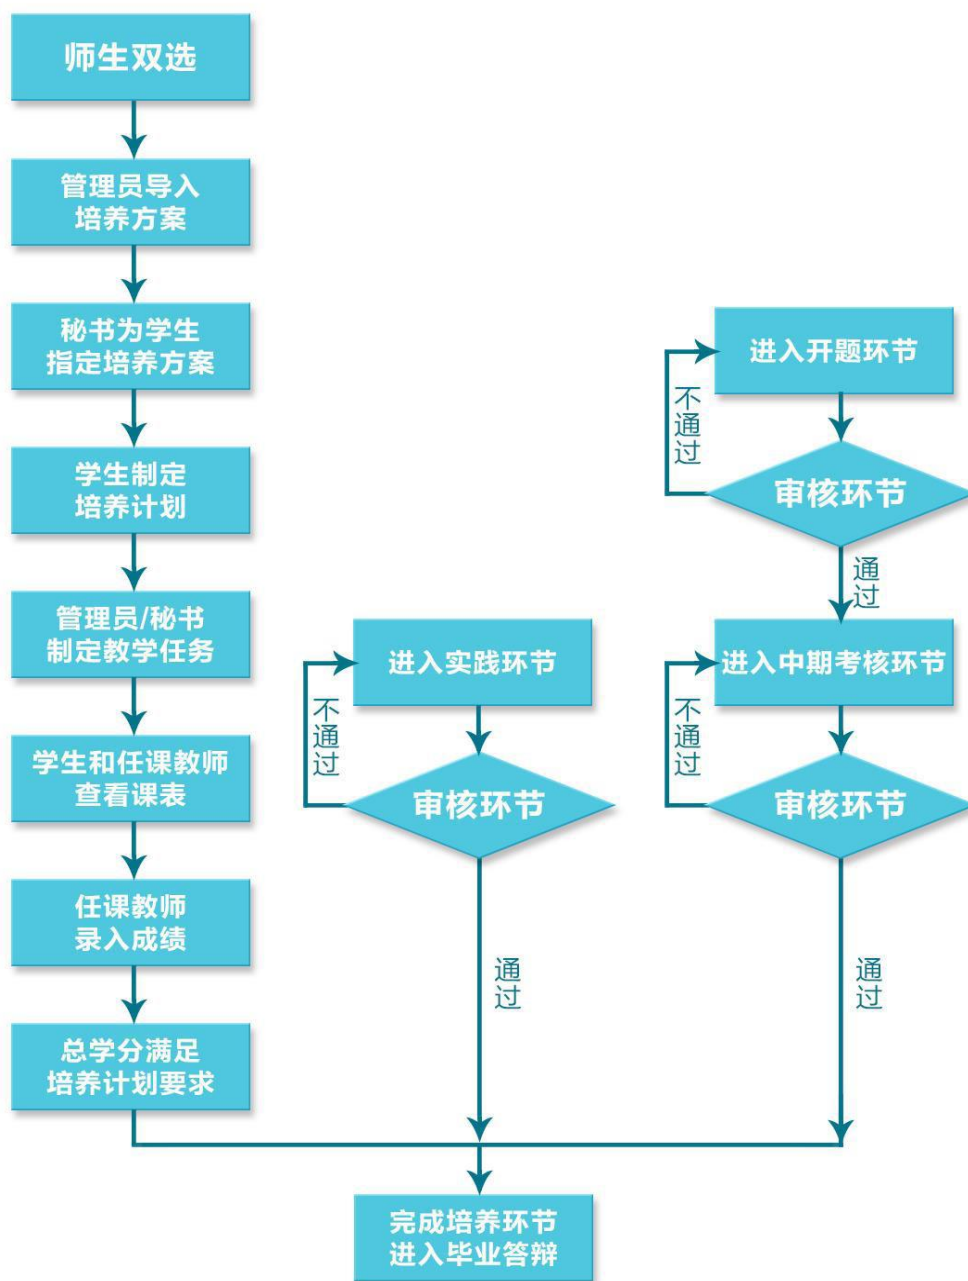 师生双选
管理员导入
培养方案
秘书为学生
指定培养方案
学生制定
培养计划
管理员/秘书
制定教学任务
学生和任课教师
查看课表
任课教师
录入成绩
总学分满足
培养计划要求
进入实践环节
不通过
审核环节
通过
进入开题环节
不通过
审核环节
通过
进入中期考核环节
不通过
审核环节
通过
完成培养环节
进入毕业答辩